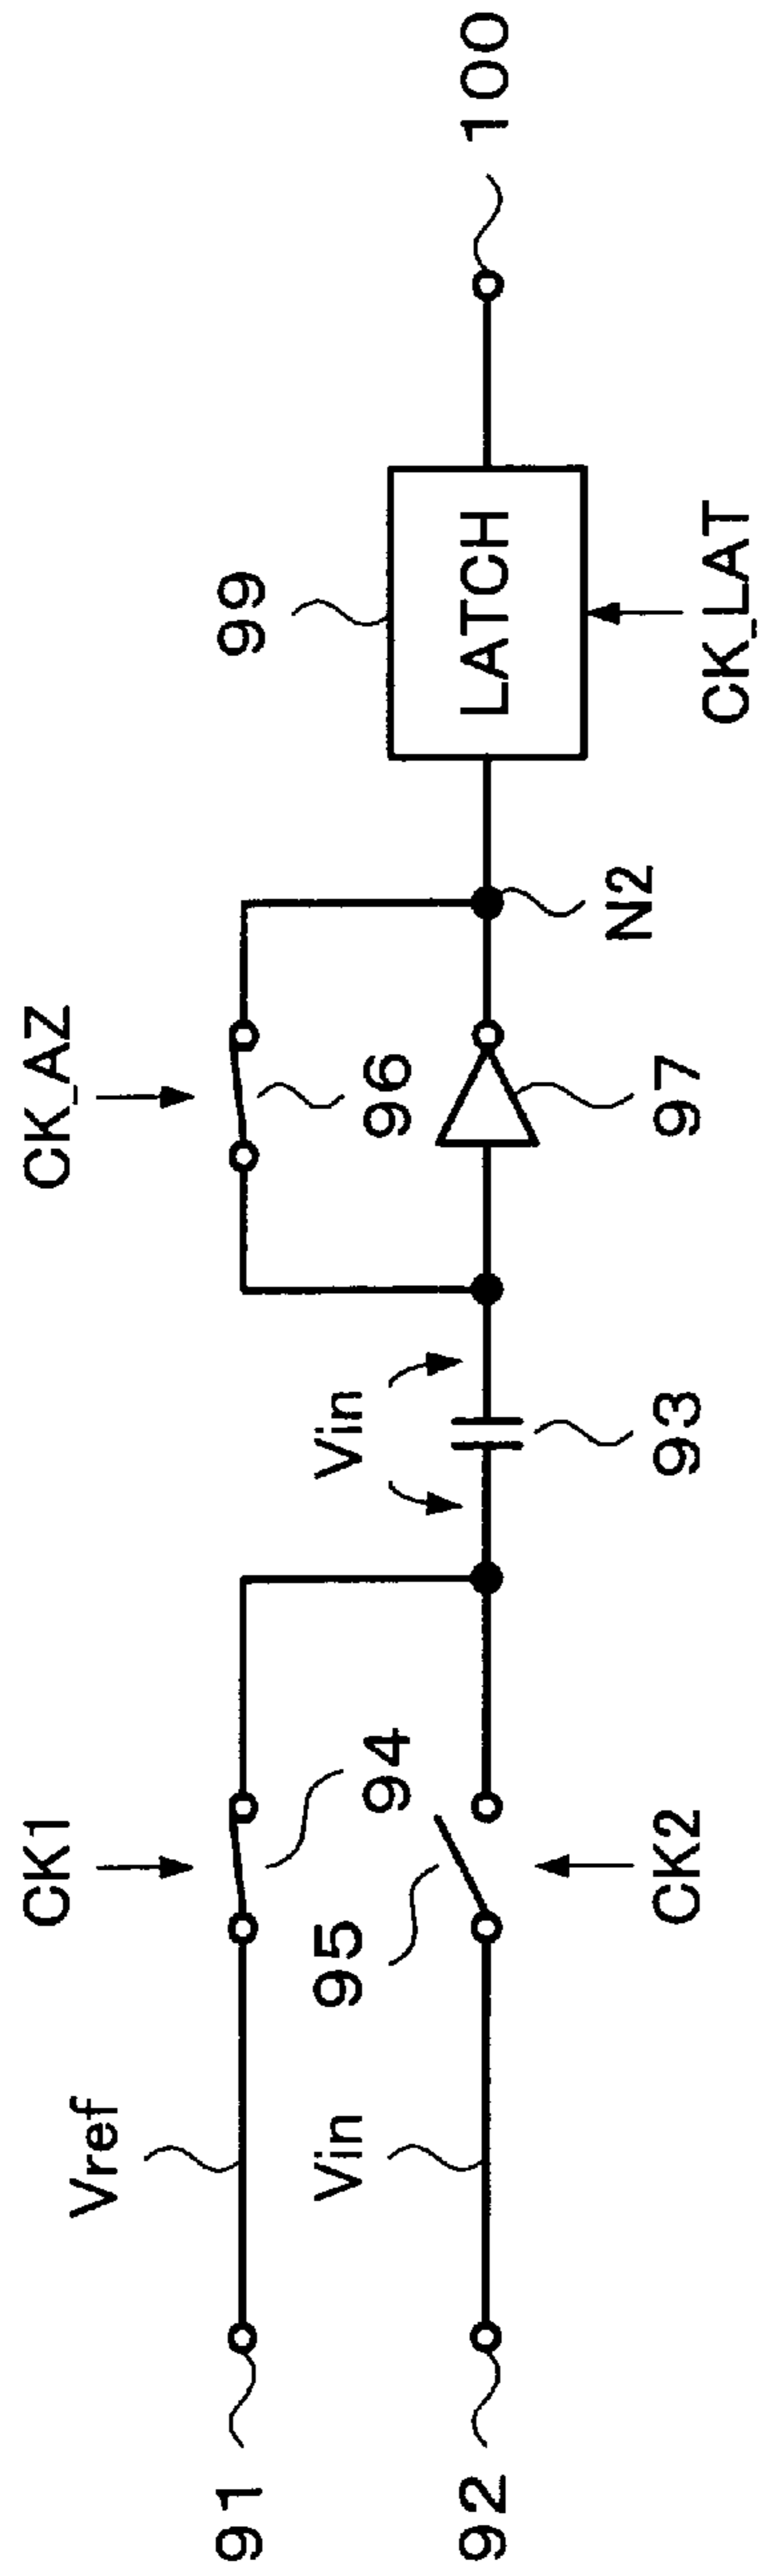 91
Vref
CK1
94
92
Vin
95
CK2
Vin
93
CK_AZ
96
97
N2
99
LATCH
CK_LAT
100